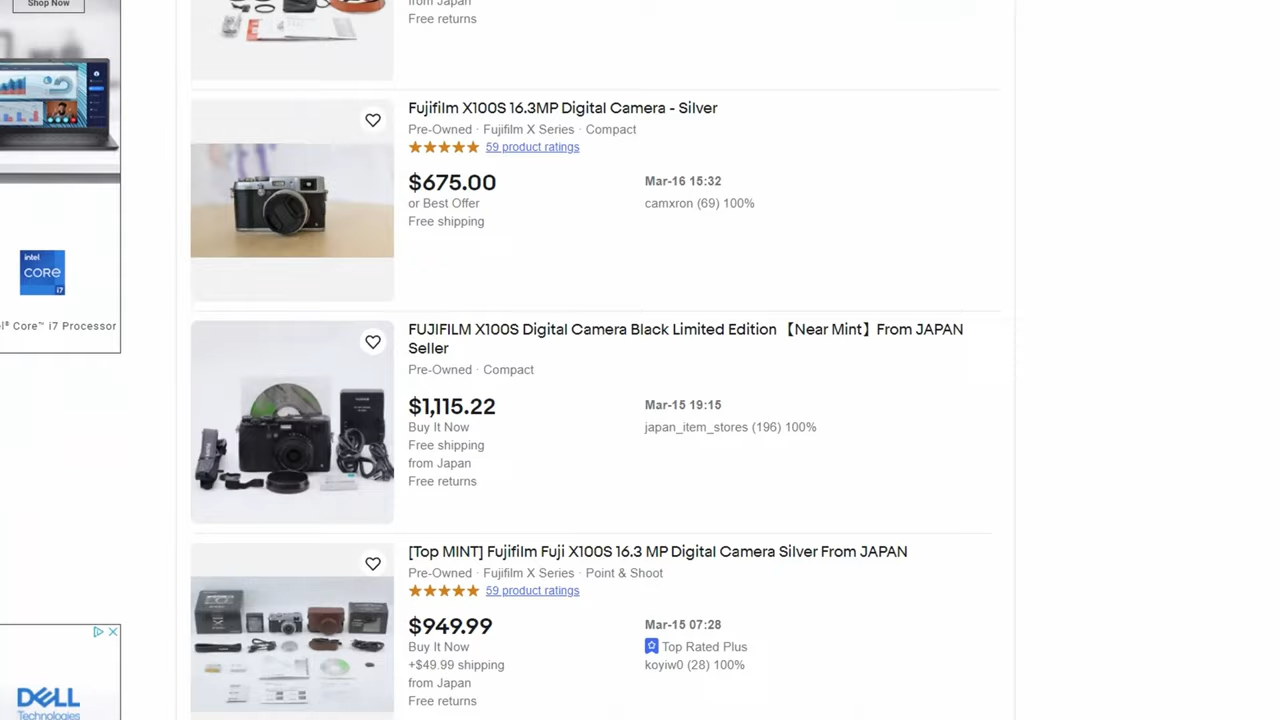 Shop Now
from Japan
Free returns
Fujifilm X100S 16.3MP Digital Camera - Silver
Pre-Owned · Fujifilm X Series · Compact
59 product ratings
$675.00
Mar-16 15:32
or Best Offer
camxron (69) 100%
Free shipping
intel
CORE
i7
l® Core™ i7 Processor
FUJIFILM X100S Digital Camera Black Limited Edition 【Near Mint】From JAPAN
Seller
Pre-Owned · Compact
$1,115.22
Mar-15 19:15
Buy It Now
japan_item_stores (196) 100%
Free shipping
from Japan
Free returns
[Top MINT] Fujifilm Fuji X100S 16.3 MP Digital Camera Silver From JAPAN
Pre-Owned · Fujifilm X Series · Point & Shoot
59 product ratings
$949.99
Mar-15 07:28
Buy It Now
Top Rated Plus
+$49.99 shipping
koyiw0 (28) 100%
from Japan
Free returns
DELL
Technologies